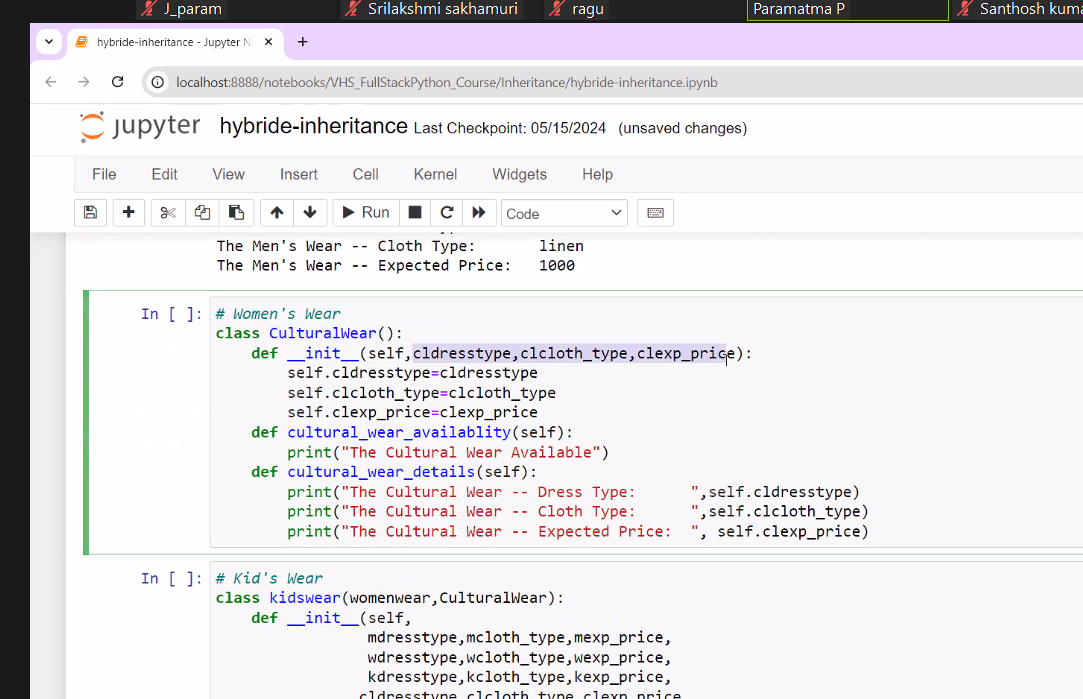 J_param Srilakshmi sakhamuri ragu Paramatma P Santhosh kuma
hybride-inheritance - Jupyter N
localhost:8888/notebooks/VHS_FullStackPython_Course/Inheritance/hybride-inheritance.ipynb
jupyter hybride-inheritance Last Checkpoint: 05/15/2024 (unsaved changes)
File Edit View Insert Cell Kernel Widgets Help
Run Code
The Men's Wear -- Cloth Type: linen
The Men's Wear -- Expected Price: 1000
In [ ]: # Women's Wear
class CulturalWear():
def __init__(self,cldresstype,clcloth_type,clexp_price):
self.cldresstype=cldresstype
self.clcloth_type=clcloth_type
self.clexp_price=clexp_price
def cultural_wear_availablity(self):
print("The Cultural Wear Available")
def cultural_wear_details(self):
print("The Cultural Wear -- Dress Type: ",self.cldresstype)
print("The Cultural Wear -- Cloth Type: ",self.clcloth_type)
print("The Cultural Wear -- Expected Price: ", self.clexp_price)
In [ ]: # Kid's Wear
class kidswear(womenwear,CulturalWear):
def __init__(self,
mdresstype,mcloth_type,mexp_price,
wdresstype,wcloth_type,wexp_price,
kdresstype,kcloth_type,kexp_price,
cldresstype,clcloth_type,clexp_price